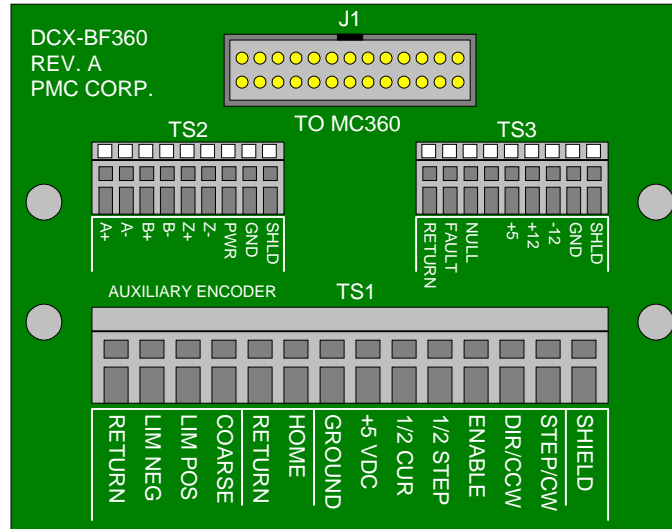 J1
DCX-BF360
REV. A
PMC CORP.
TO MC360
TS2
TS3
A+
A-
B+
B-
Z+
Z-
PWR
GND
SHLD
RETURN
FAULT
NULL
+5
+12
-12
GND
SHLD
AUXILIARY ENCODER
TS1
RETURN
LIM NEG
LIM POS
COARSE
RETURN
HOME
GROUND
+5 VDC
1/2 CUR
1/2 STEP
ENABLE
DIR/CCW
STEP/CW
SHIELD